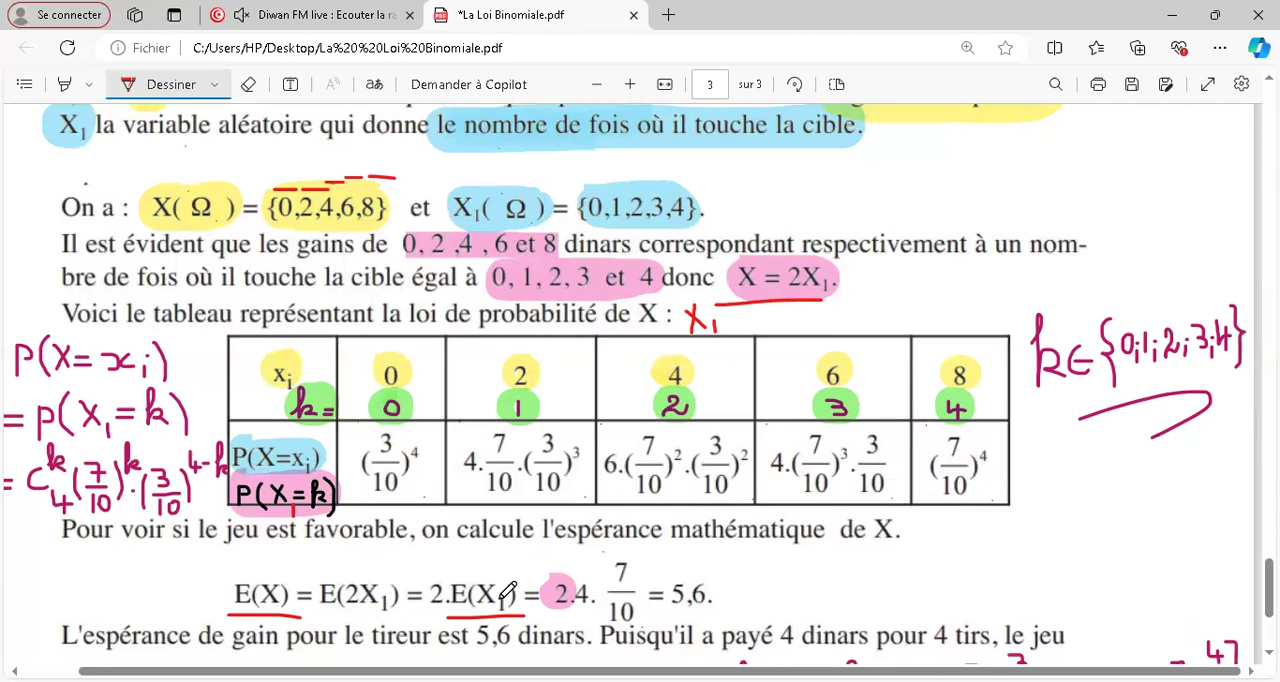 Se connecter
Diwan FM live : Ecouter la ra
*La Loi Binomiale.pdf
Fichier
C:/Users/HP/Desktop/La%20%20Loi%20Binomiale.pdf
Dessiner
Demander à Copilot
3 sur 3
X₁ la variable aléatoire qui donne le nombre de fois où il touche la cible.
On a : X( Ω ) = {0,2,4,6,8} et X₁( Ω ) = {0,1,2,3,4}.
Il est évident que les gains de 0, 2 ,4 , 6 et 8 dinars correspondant respectivement à un nom-
bre de fois où il touche la cible égal à 0, 1, 2, 3 et 4 donc X = 2X₁.
Voici le tableau représentant la loi de probabilité de X : X₁
P(X = xᵢ)
= P(X₁ = k)
= C₄ᵏ (7/10)ᵏ . (3/10)⁴⁻ᵏ
xᵢ 0 2 4 6 8
k = 0 1 2 3 4
P(X=xᵢ) (3/10)⁴ 4. 7/10 .(3/10)³ 6.(7/10)².(3/10)² 4.(7/10)³. 3/10 (7/10)⁴
P(X₁ = k)
k ∈ {0;1;2;3;4}
Pour voir si le jeu est favorable, on calcule l'espérance mathématique de X.
E(X) = E(2X₁) = 2.E(X₁) = 2.4. 7/10 = 5,6.
L'espérance de gain pour le tireur est 5,6 dinars. Puisqu'il a payé 4 dinars pour 4 tirs, le jeu
= 47